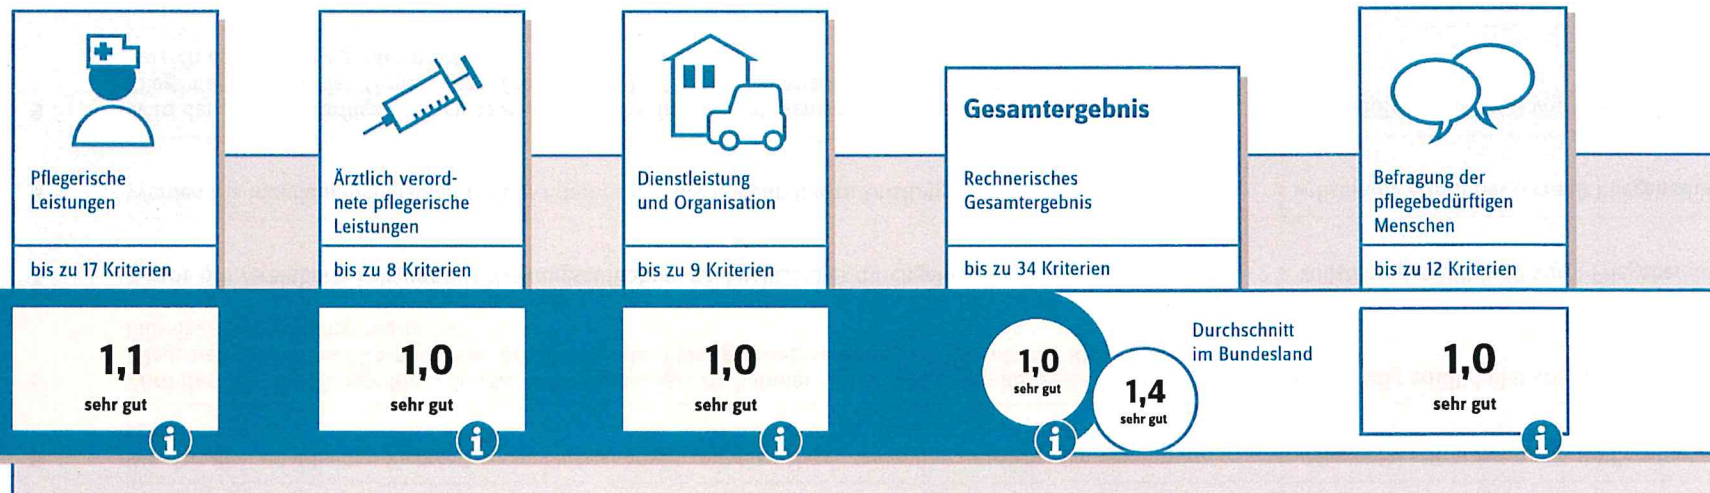 Pflegerische
Leistungen
bis zu 17 Kriterien
1,1
sehr gut
Ärztlich verord-
nete pflegerische
Leistungen
bis zu 8 Kriterien
1,0
sehr gut
Dienstleistung
und Organisation
bis zu 9 Kriterien
1,0
sehr gut
Gesamtergebnis
Rechnerisches
Gesamtergebnis
bis zu 34 Kriterien
1,0
sehr gut
1,4
sehr gut
Durchschnitt
im Bundesland
Befragung der
pflegebedürftigen
Menschen
bis zu 12 Kriterien
1,0
sehr gut